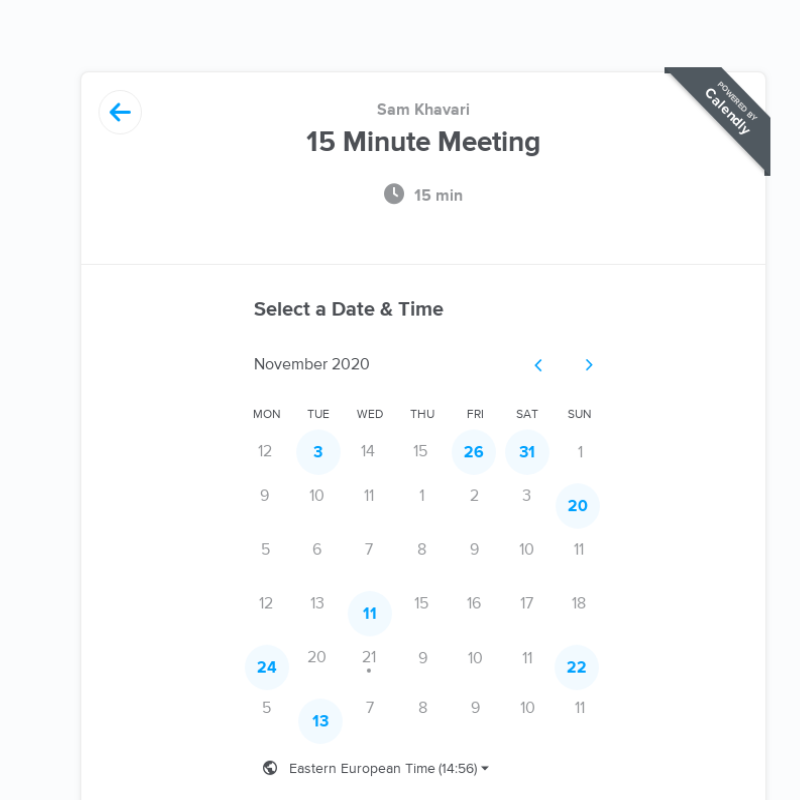 POWERED BY
Calendly
Sam Khavari
15 Minute Meeting
15 min
Select a Date & Time
November 2020
MON TUE WED THU FRI SAT SUN
12 3 14 15 26 31 1
9 10 11 1 2 3 20
5 6 7 8 9 10 11
12 13 11 15 16 17 18
24 20 21 9 10 11 22
5 13 7 8 9 10 11
Eastern European Time (14:56)